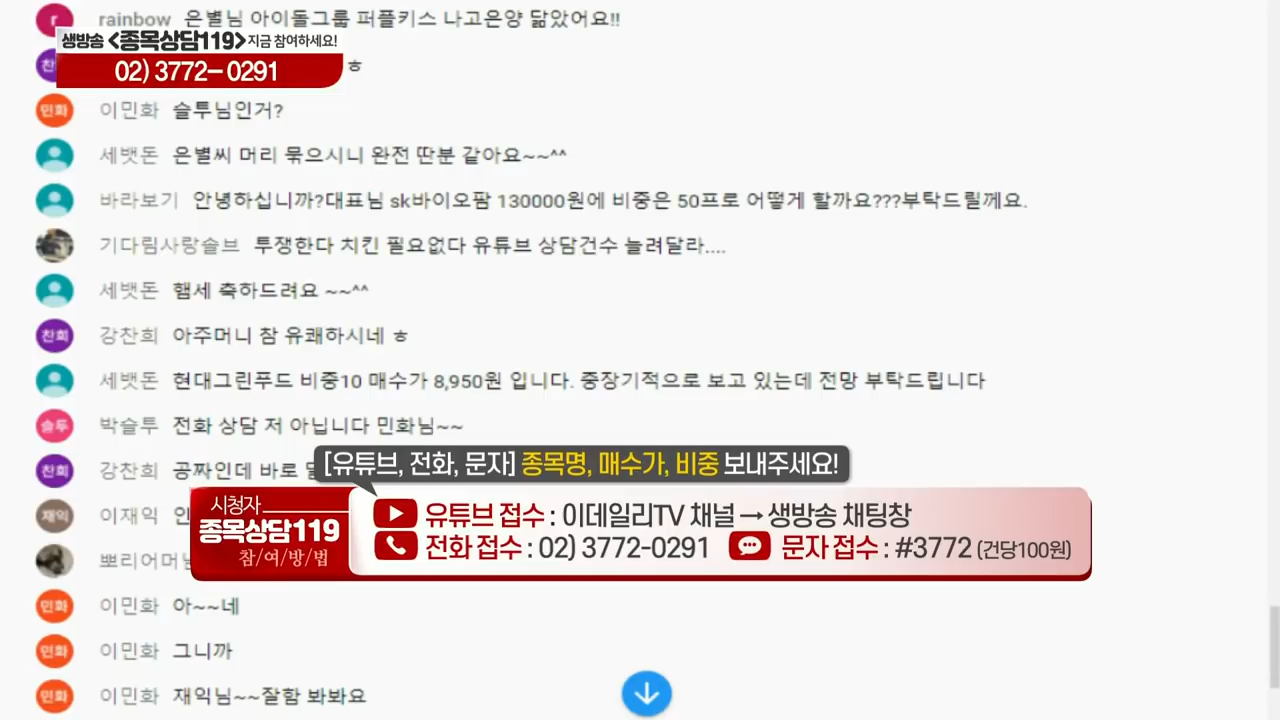 r rainbow 은별님 아이돌그룹 퍼플키스 나고은양 닮았어요!!
생방송 <종목상담119> 지금 참여하세요!
02) 3772-0291
ㅎ
민화 이민화 슬투님인거?
세뱃돈 은별씨 머리 묶으시니 완전 딴분 같아요~~^^
바라보기 안녕하십니까?대표님 sk바이오팜 130000원에 비중은 50프로 어떻게 할까요???부탁드릴께요.
기다림사랑솔브 투쟁한다 치킨 필요없다 유튜브 상담건수 늘려달라....
세뱃돈 햄세 축하드려요 ~~^^
찬희 강찬희 아주머니 참 유쾌하시네 ㅎ
세뱃돈 현대그린푸드 비중10 매수가 8,950원 입니다. 중장기적으로 보고 있는데 전망 부탁드립니다
슬투 박슬투 전화 상담 저 아닙니다 민화님~~
찬희 강찬희 공짜인데 바로
[유튜브, 전화, 문자] 종목명, 매수가, 비중 보내주세요!
재익 이재익
시청자
종목상담119
참/여/방/법
유튜브 접수 : 이데일리TV 채널 → 생방송 채팅창
전화 접수 : 02) 3772-0291 문자 접수 : #3772 (건당100원)
뽀리어머
민화 이민화 아~~네
민화 이민화 그니까
민화 이민화 재익님~~잘함 봐봐요